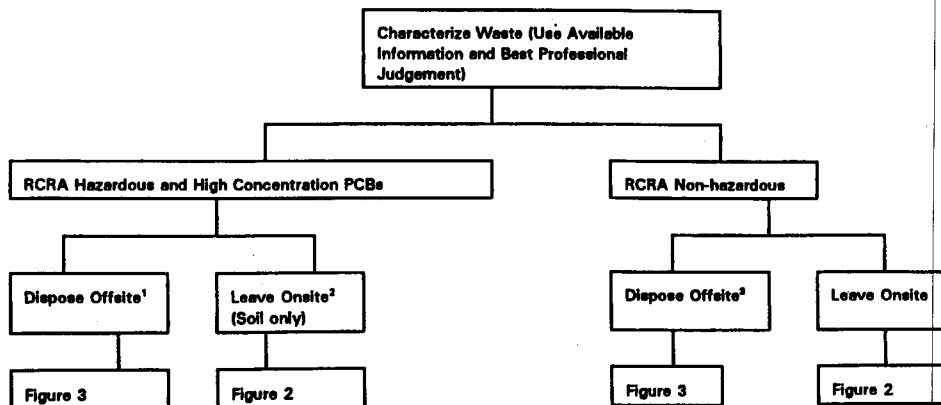 Characterize Waste (Use Available
Information and Best Professional
Judgement)
RCRA Hazardous and High Concentration PCBs
RCRA Non-hazardous
Dispose Offsite¹
Leave Onsite²
(Soil only)
Dispose Offsite³
Leave Onsite
Figure 3
Figure 2
Figure 3
Figure 2